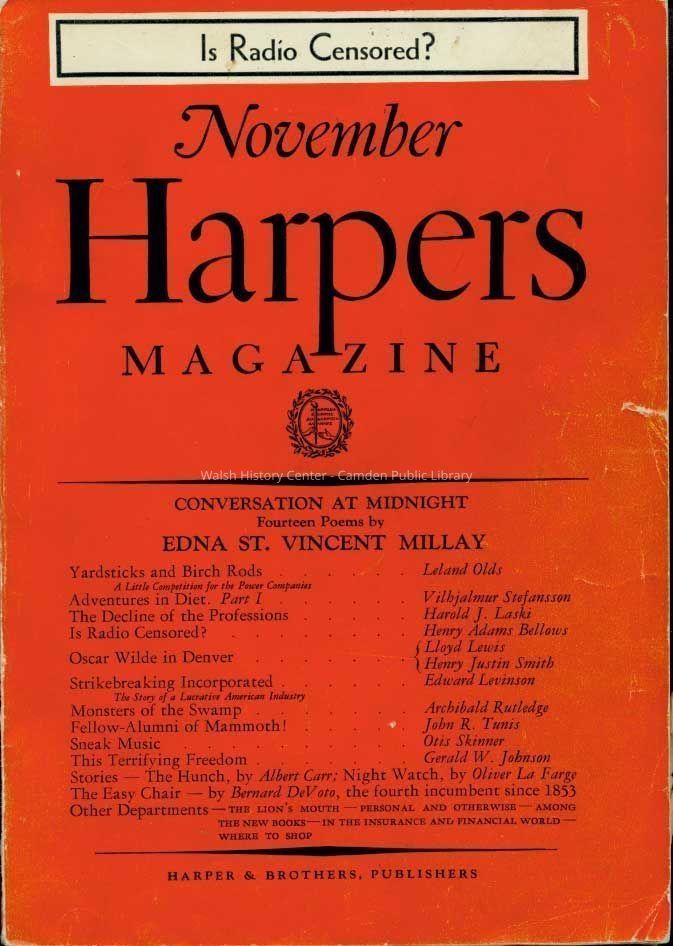 Is Radio Censored?
November
Harpers
MAGAZINE
Walsh History Center - Camden Public Library
CONVERSATION AT MIDNIGHT
Fourteen Poems by
EDNA ST. VINCENT MILLAY
Yardsticks and Birch Rods . . . . . Leland Olds
A Little Competition for the Power Companies
Adventures in Diet. Part I . . . . . Vilhjalmur Stefansson
The Decline of the Professions . . . . . Harold J. Laski
Is Radio Censored? . . . . . . Henry Adams Bellows
Oscar Wilde in Denver . . . . . { Lloyd Lewis
Henry Justin Smith
Strikebreaking Incorporated . . . . . Edward Levinson
The Story of a Lucrative American Industry
Monsters of the Swamp . . . . . Archibald Rutledge
Fellow-Alumni of Mammoth! . . . . . John R. Tunis
Sneak Music . . . . . . . Otis Skinner
This Terrifying Freedom . . . . . Gerald W. Johnson
Stories — The Hunch, by Albert Carr; Night Watch, by Oliver La Farge
The Easy Chair — by Bernard DeVoto, the fourth incumbent since 1853
Other Departments — THE LION'S MOUTH — PERSONAL AND OTHERWISE — AMONG
THE NEW BOOKS — IN THE INSURANCE AND FINANCIAL WORLD —
WHERE TO SHOP
HARPER & BROTHERS, PUBLISHERS